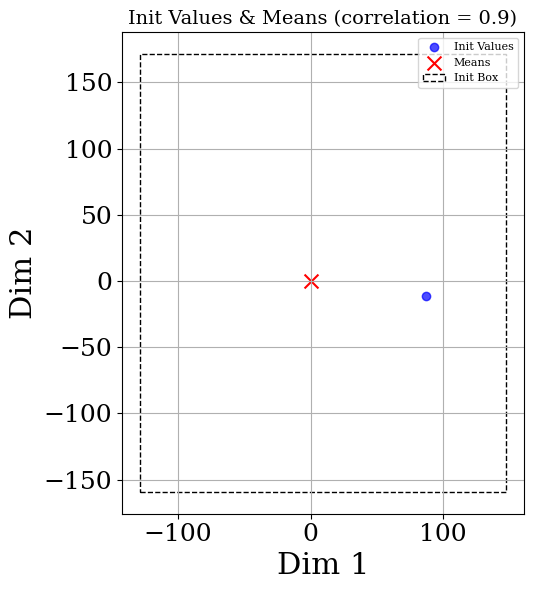 Init Values & Means (correlation = 0.9)
Init Values
Means
Init Box
150
100
50
0
−50
−100
−150
Dim 2
−100
0
100
Dim 1